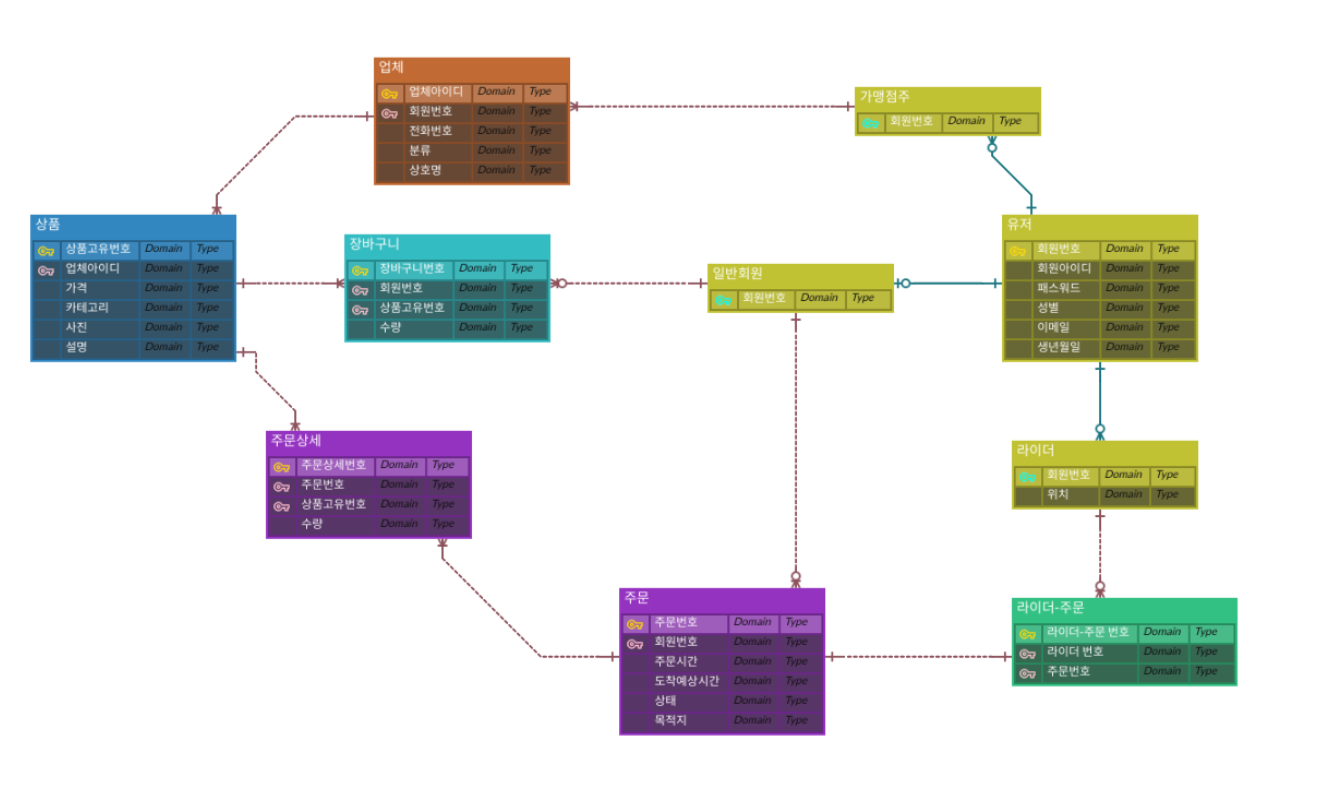 업체
업체아이디 Domain Type
회원번호 Domain Type
전화번호 Domain Type
분류 Domain Type
상호명 Domain Type
가맹점주
회원번호 Domain Type
상품
상품고유번호 Domain Type
업체아이디 Domain Type
가격 Domain Type
카테고리 Domain Type
사진 Domain Type
설명 Domain Type
장바구니
장바구니번호 Domain Type
회원번호 Domain Type
상품고유번호 Domain Type
수량 Domain Type
일반회원
회원번호 Domain Type
유저
회원번호 Domain Type
회원아이디 Domain Type
패스워드 Domain Type
성별 Domain Type
이메일 Domain Type
생년월일 Domain Type
주문상세
주문상세번호 Domain Type
주문번호 Domain Type
상품고유번호 Domain Type
수량 Domain Type
라이더
회원번호 Domain Type
위치 Domain Type
주문
주문번호 Domain Type
회원번호 Domain Type
주문시간 Domain Type
도착예상시간 Domain Type
상태 Domain Type
목적지 Domain Type
라이더-주문
라이더-주문 번호 Domain Type
라이더 번호 Domain Type
주문번호 Domain Type